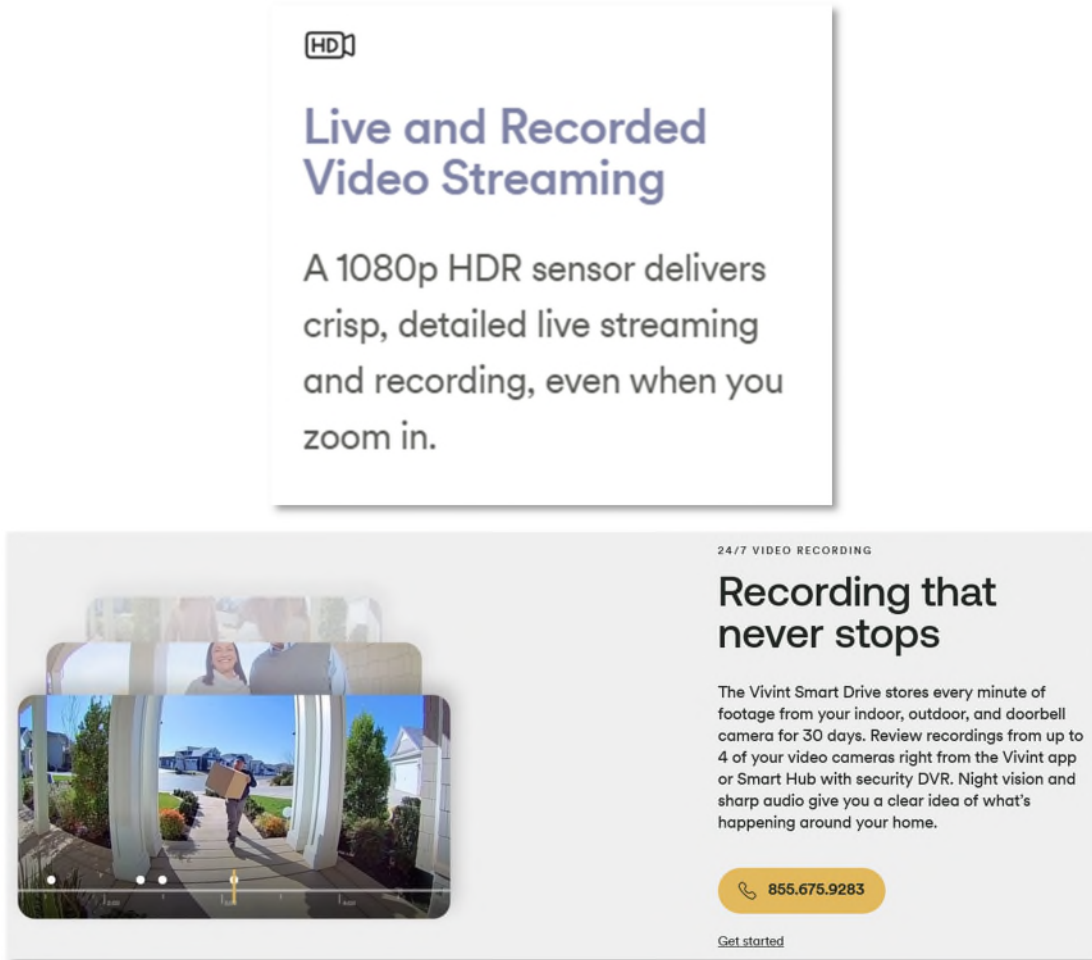 HD
Live and Recorded
Video Streaming
A 1080p HDR sensor delivers
crisp, detailed live streaming
and recording, even when you
zoom in.
24/7 VIDEO RECORDING
Recording that
never stops
The Vivint Smart Drive stores every minute of
footage from your indoor, outdoor, and doorbell
camera for 30 days. Review recordings from up to
4 of your video cameras right from the Vivint app
or Smart Hub with security DVR. Night vision and
sharp audio give you a clear idea of what's
happening around your home.
855.675.9283
Get started